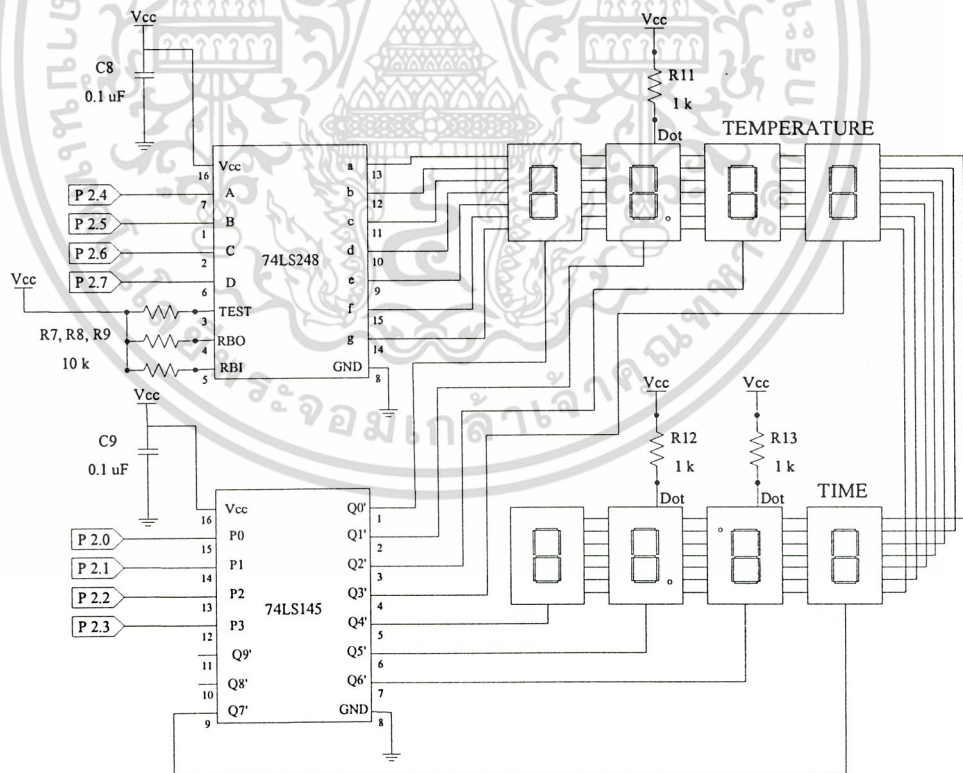 Vcc
C8
0.1 uF
Vcc
R11
1 k
Dot
TEMPERATURE
P 2.4
P 2.5
P 2.6
P 2.7
Vcc
16
A
7
B
1
C
2
D
6
TEST
3
RBO
4
RBI
5
74LS248
a
13
b
12
c
11
d
10
e
9
f
15
g
14
GND
8
Vcc
R7, R8, R9
10 k
Vcc
C9
0.1 uF
P 2.0
P 2.1
P 2.2
P 2.3
Vcc
16
P0
15
P1
14
P2
13
P3
12
Q9'
11
Q8'
10
Q7'
9
74LS145
Q0'
1
Q1'
2
Q2'
3
Q3'
4
Q4'
5
Q5'
6
Q6'
7
GND
8
Vcc
R12
1 k
Dot
Vcc
R13
1 k
Dot
TIME